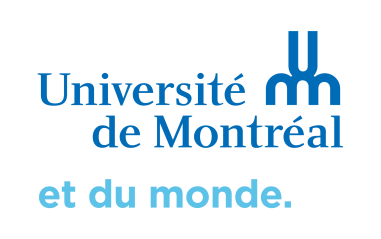 Université
de Montréal
et du monde.